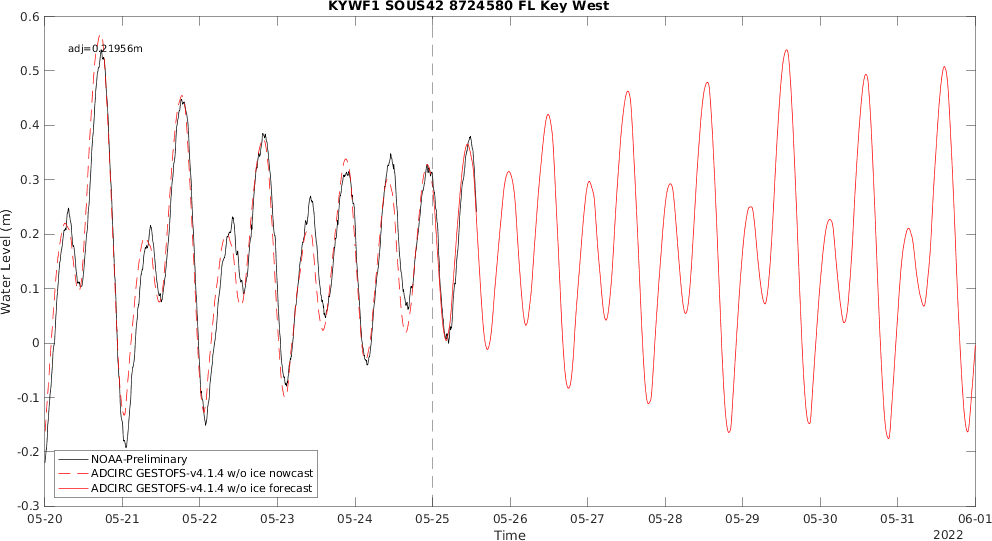 KYWF1 SOUS42 8724580 FL Key West
adj=0.21956m
Water Level (m)
0.6
0.5
0.4
0.3
0.2
0.1
0
-0.1
-0.2
-0.3
NOAA-Preliminary
ADCIRC GESTOFS-v4.1.4 w/o ice nowcast
ADCIRC GESTOFS-v4.1.4 w/o ice forecast
05-20 05-21 05-22 05-23 05-24 05-25 05-26 05-27 05-28 05-29 05-30 05-31 06-01
Time
2022